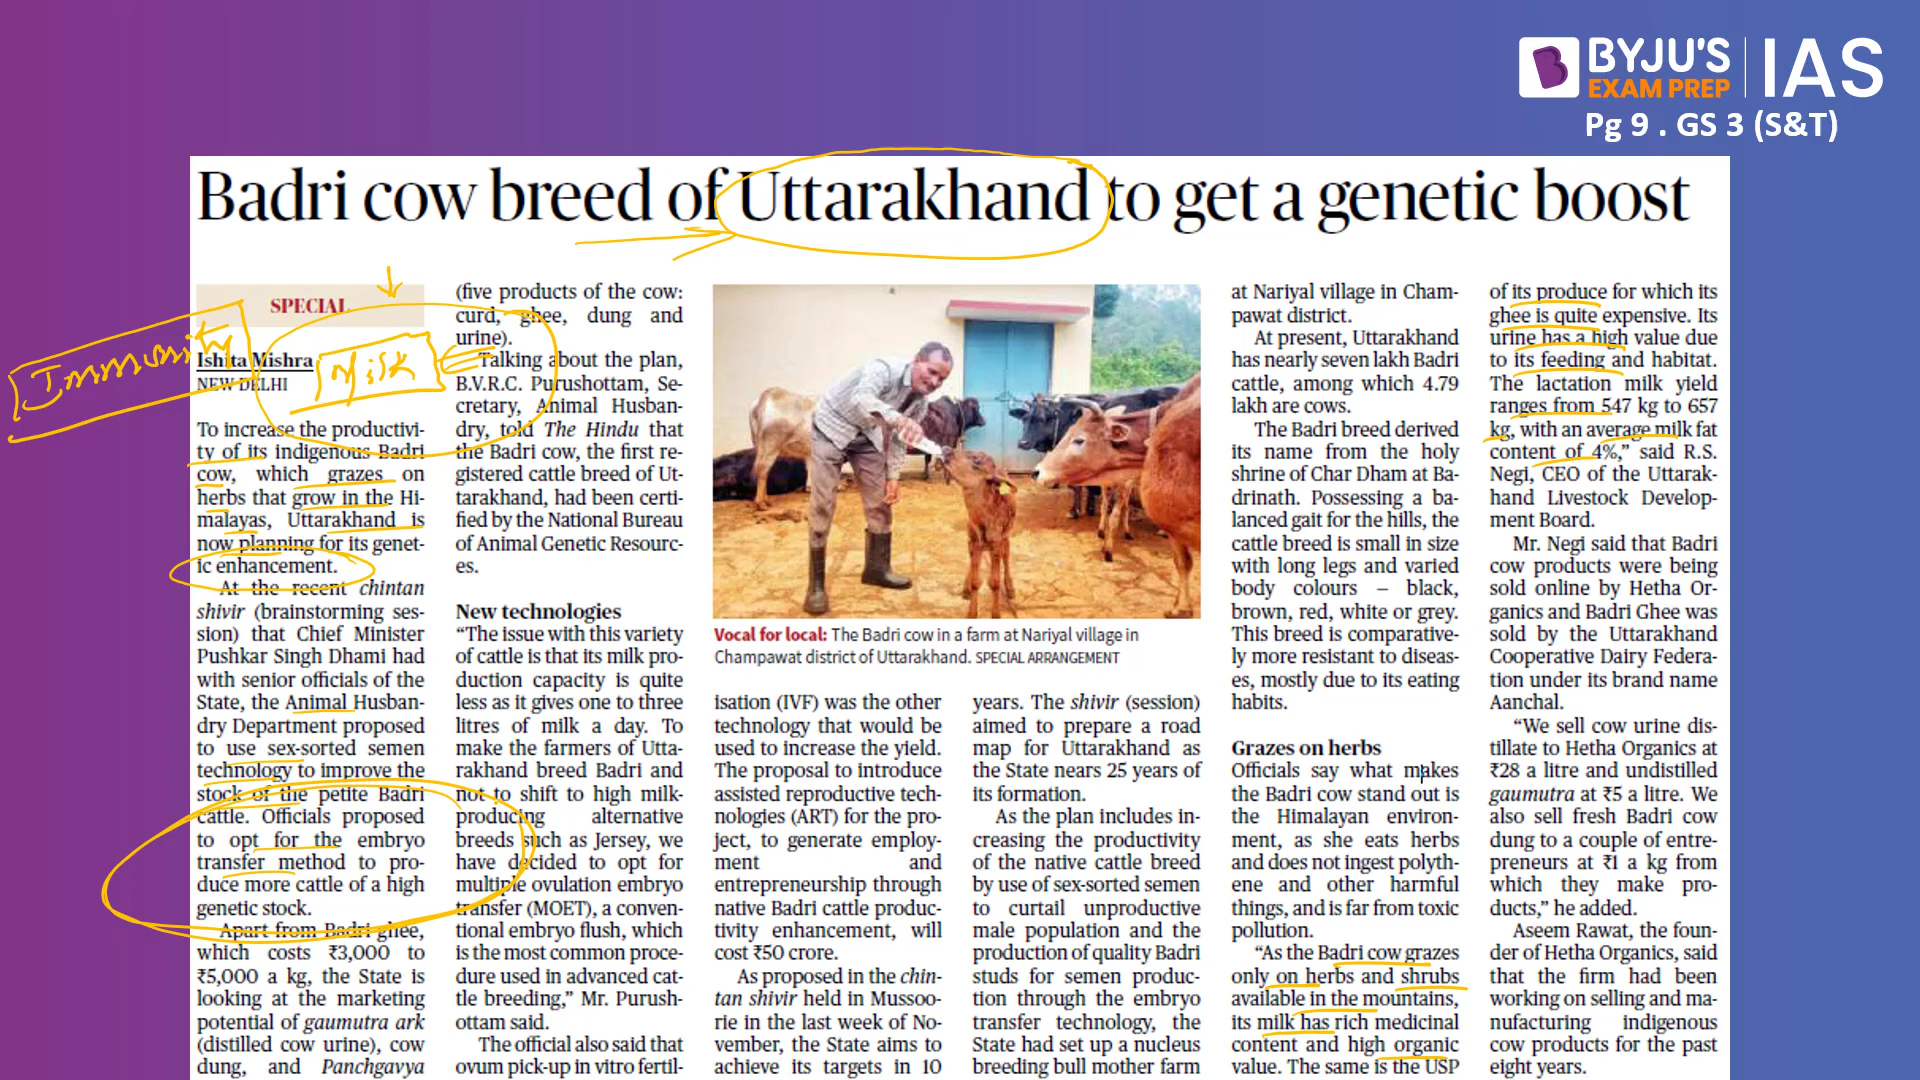 BYJU'S
EXAM PREP
IAS
Pg 9 . GS 3 (S&T)
Badri cow breed of Uttarakhand to get a genetic boost
SPECIAL
Immunity
Milk
Ishita Mishra
NEW DELHI
To increase the productivi-
ty of its indigenous Badri
cow, which grazes on
herbs that grow in the Hi-
malayas, Uttarakhand is
now planning for its genet-
ic enhancement.
At the recent chintan
shivir (brainstorming ses-
sion) that Chief Minister
Pushkar Singh Dhami had
with senior officials of the
State, the Animal Husban-
dry Department proposed
to use sex-sorted semen
technology to improve the
stock of the petite Badri
cattle. Officials proposed
to opt for the embryo
transfer method to pro-
duce more cattle of a high
genetic stock.
Apart from Badri ghee,
which costs ₹3,000 to
₹5,000 a kg, the State is
looking at the marketing
potential of gaumutra ark
(distilled cow urine), cow
dung, and Panchgavya
(five products of the cow:
curd, ghee, dung and
urine).
Talking about the plan,
B.V.R.C. Purushottam, Se-
cretary, Animal Husban-
dry, told The Hindu that
the Badri cow, the first re-
gistered cattle breed of Ut-
tarakhand, had been certi-
fied by the National Bureau
of Animal Genetic Resourc-
es.
New technologies
“The issue with this variety
of cattle is that its milk pro-
duction capacity is quite
less as it gives one to three
litres of milk a day. To
make the farmers of Utta-
rakhand breed Badri and
not to shift to high milk-
producing alternative
breeds such as Jersey, we
have decided to opt for
multiple ovulation embryo
transfer (MOET), a conven-
tional embryo flush, which
is the most common proce-
dure used in advanced cat-
tle breeding,” Mr. Purush-
ottam said.
The official also said that
ovum pick-up in vitro fertil-
Vocal for local: The Badri cow in a farm at Nariyal village in
Champawat district of Uttarakhand. SPECIAL ARRANGEMENT
isation (IVF) was the other
technology that would be
used to increase the yield.
The proposal to introduce
assisted reproductive tech-
nologies (ART) for the pro-
ject, to generate employ-
ment and
entrepreneurship through
native Badri cattle produc-
tivity enhancement, will
cost ₹50 crore.
As proposed in the chin-
tan shivir held in Mussoo-
rie in the last week of No-
vember, the State aims to
achieve its targets in 10
years. The shivir (session)
aimed to prepare a road
map for Uttarakhand as
the State nears 25 years of
its formation.
As the plan includes in-
creasing the productivity
of the native cattle breed
by use of sex-sorted semen
to curtail unproductive
male population and the
production of quality Badri
studs for semen produc-
tion through the embryo
transfer technology, the
State had set up a nucleus
breeding bull mother farm
at Nariyal village in Cham-
pawat district.
At present, Uttarakhand
has nearly seven lakh Badri
cattle, among which 4.79
lakh are cows.
The Badri breed derived
its name from the holy
shrine of Char Dham at Ba-
drinath. Possessing a ba-
lanced gait for the hills, the
cattle breed is small in size
with long legs and varied
body colours – black,
brown, red, white or grey.
This breed is comparative-
ly more resistant to diseas-
es, mostly due to its eating
habits.
Grazes on herbs
Officials say what makes
the Badri cow stand out is
the Himalayan environ-
ment, as she eats herbs
and does not ingest polyth-
ene and other harmful
things, and is far from toxic
pollution.
“As the Badri cow grazes
only on herbs and shrubs
available in the mountains,
its milk has rich medicinal
content and high organic
value. The same is the USP
of its produce for which its
ghee is quite expensive. Its
urine has a high value due
to its feeding and habitat.
The lactation milk yield
ranges from 547 kg to 657
kg, with an average milk fat
content of 4%,” said R.S.
Negi, CEO of the Uttarak-
hand Livestock Develop-
ment Board.
Mr. Negi said that Badri
cow products were being
sold online by Hetha Or-
ganics and Badri Ghee was
sold by the Uttarakhand
Cooperative Dairy Federa-
tion under its brand name
Aanchal.
“We sell cow urine dis-
tillate to Hetha Organics at
₹28 a litre and undistilled
gaumutra at ₹5 a litre. We
also sell fresh Badri cow
dung to a couple of entre-
preneurs at ₹1 a kg from
which they make pro-
ducts,” he added.
Aseem Rawat, the foun-
der of Hetha Organics, said
that the firm had been
working on selling and ma-
nufacturing indigenous
cow products for the past
eight years.